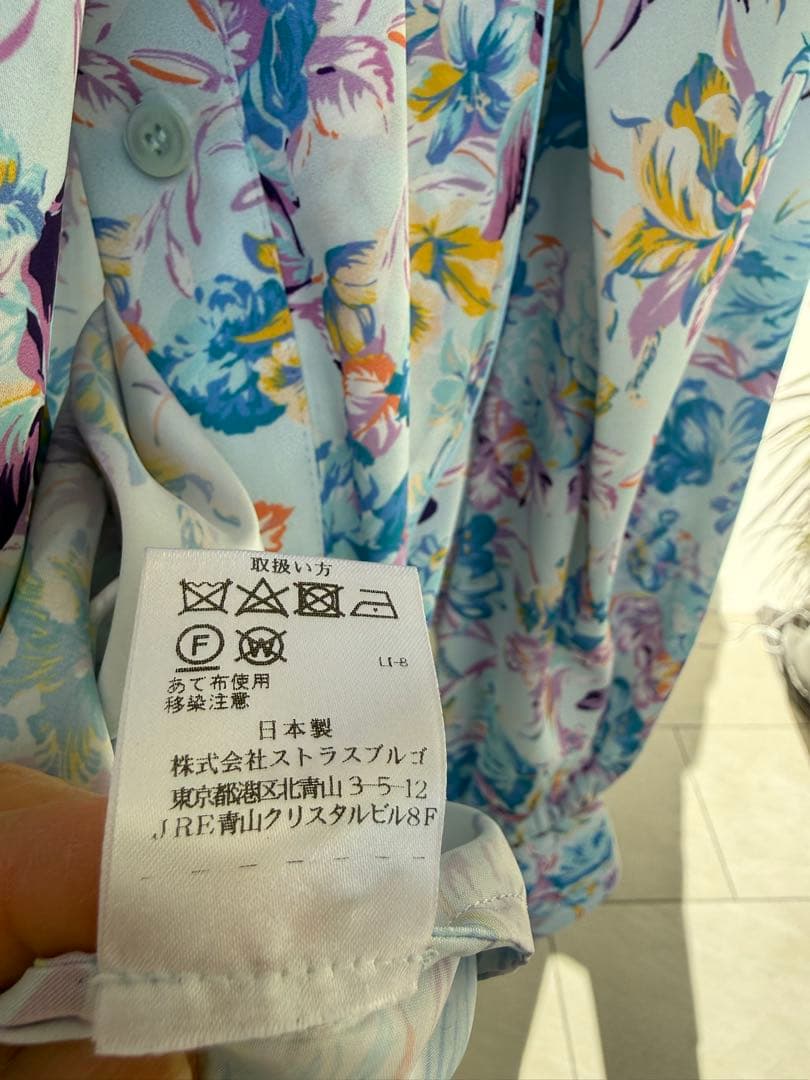 取扱い方
F W
LI-8
あて布使用
移染注意
日本製
株式会社ストラスブルゴ
東京都港区北青山 3-5-12
JRE青山クリスタルビル8F